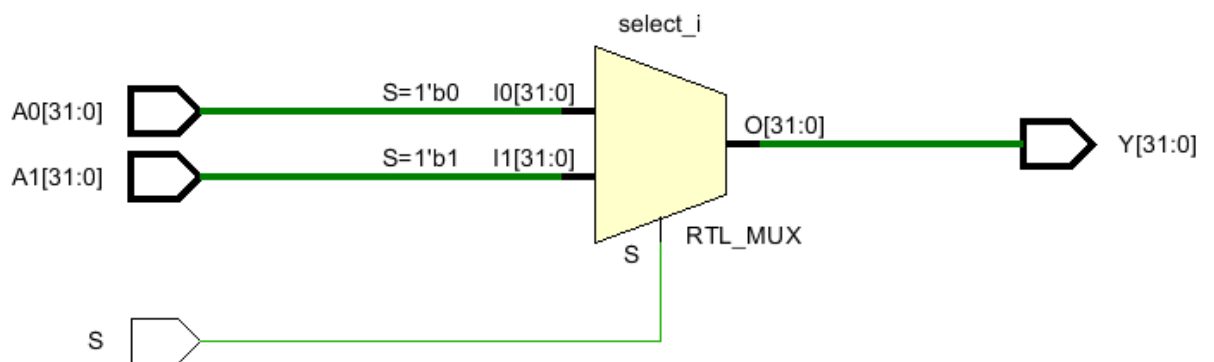 select_i
A0[31:0] S=1'b0 I0[31:0] O[31:0] Y[31:0]
A1[31:0] S=1'b1 I1[31:0]
S RTL_MUX
S